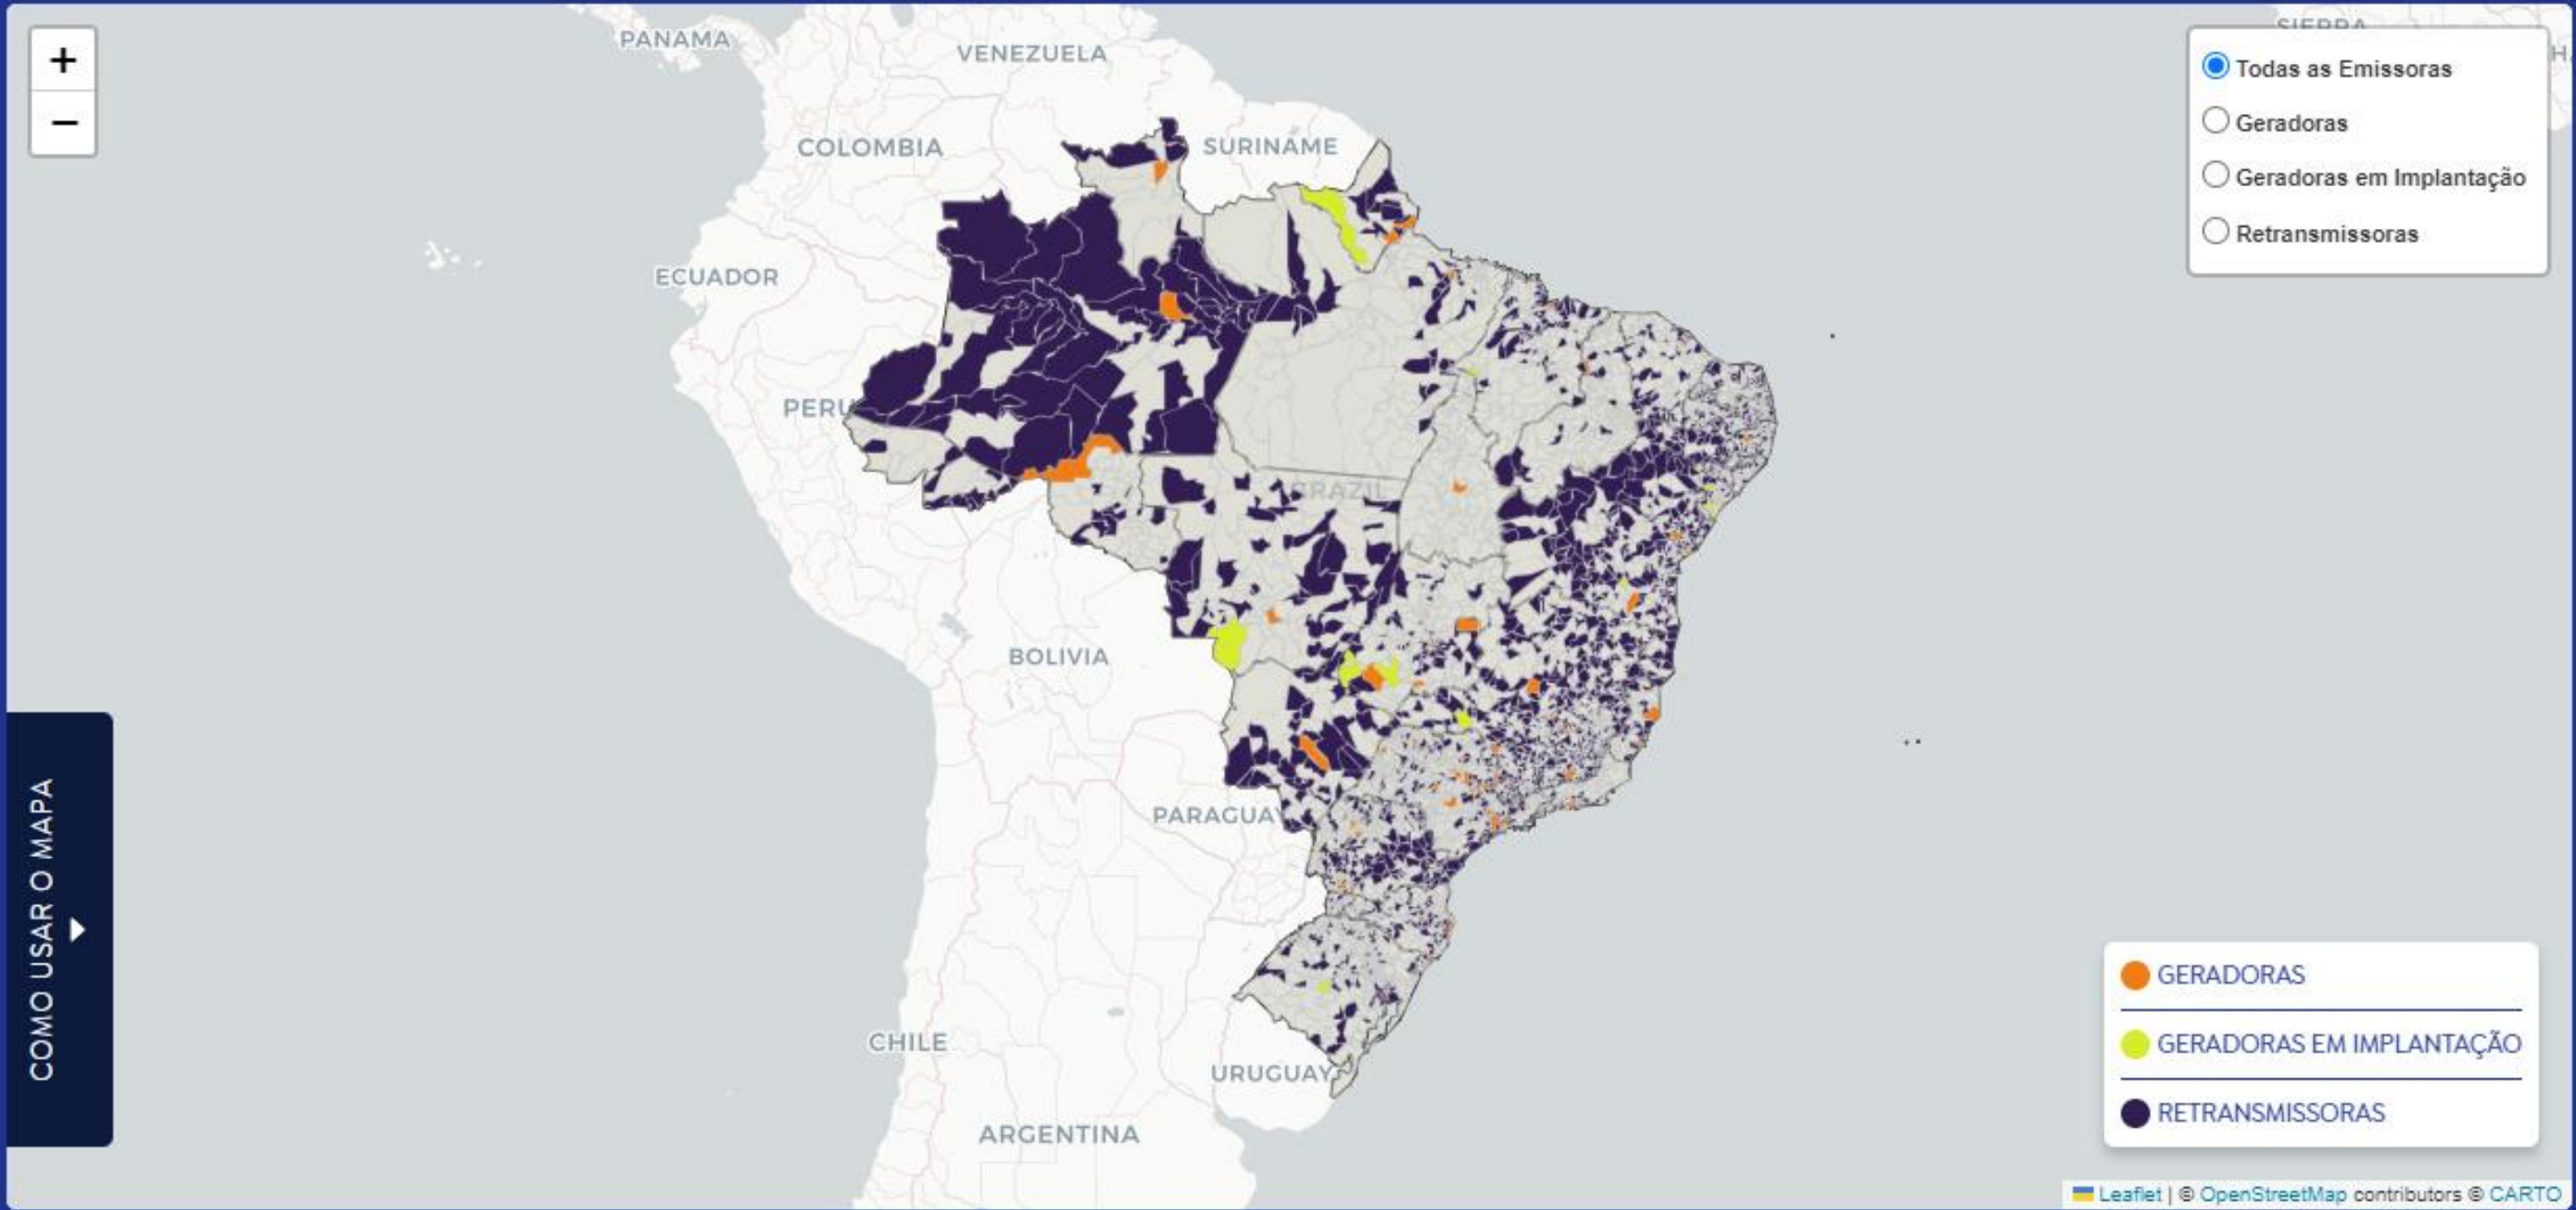 PANAMA
VENEZUELA
COLOMBIA
SURINAME
ECUADOR
PERU
BRAZIL
BOLIVIA
PARAGUAY
CHILE
URUGUAY
ARGENTINA
+
−
SIERRA
Todas as Emissoras
Geradoras
Geradoras em Implantação
Retransmissoras
COMO USAR O MAPA
GERADORAS
GERADORAS EM IMPLANTAÇÃO
RETRANSMISSORAS
Leaflet | © OpenStreetMap contributors © CARTO